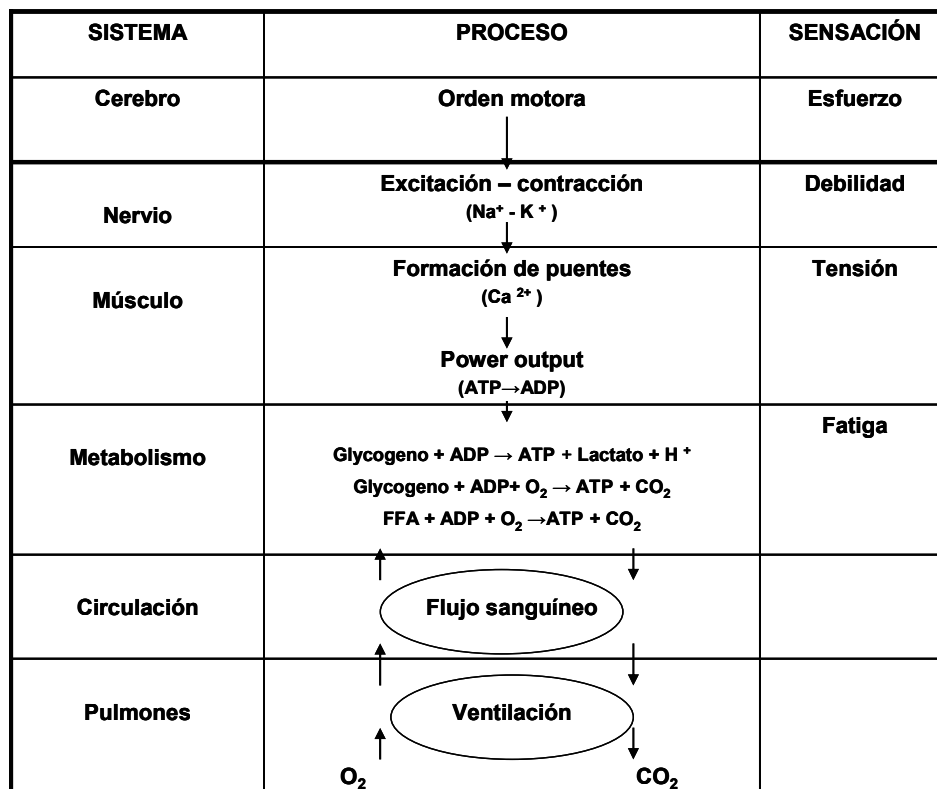 SISTEMA PROCESO SENSACIÓN
Cerebro Orden motora Esfuerzo
Excitación – contracción Debilidad
Nervio (Na⁺ - K ⁺ )
Formación de puentes Tensión
Músculo (Ca ²⁺ )
Power output
(ATP→ADP)
Fatiga
Metabolismo Glycogeno + ADP → ATP + Lactato + H ⁺
Glycogeno + ADP+ O₂ → ATP + CO₂
FFA + ADP + O₂ →ATP + CO₂
Circulación Flujo sanguíneo
Pulmones Ventilación
O₂ CO₂